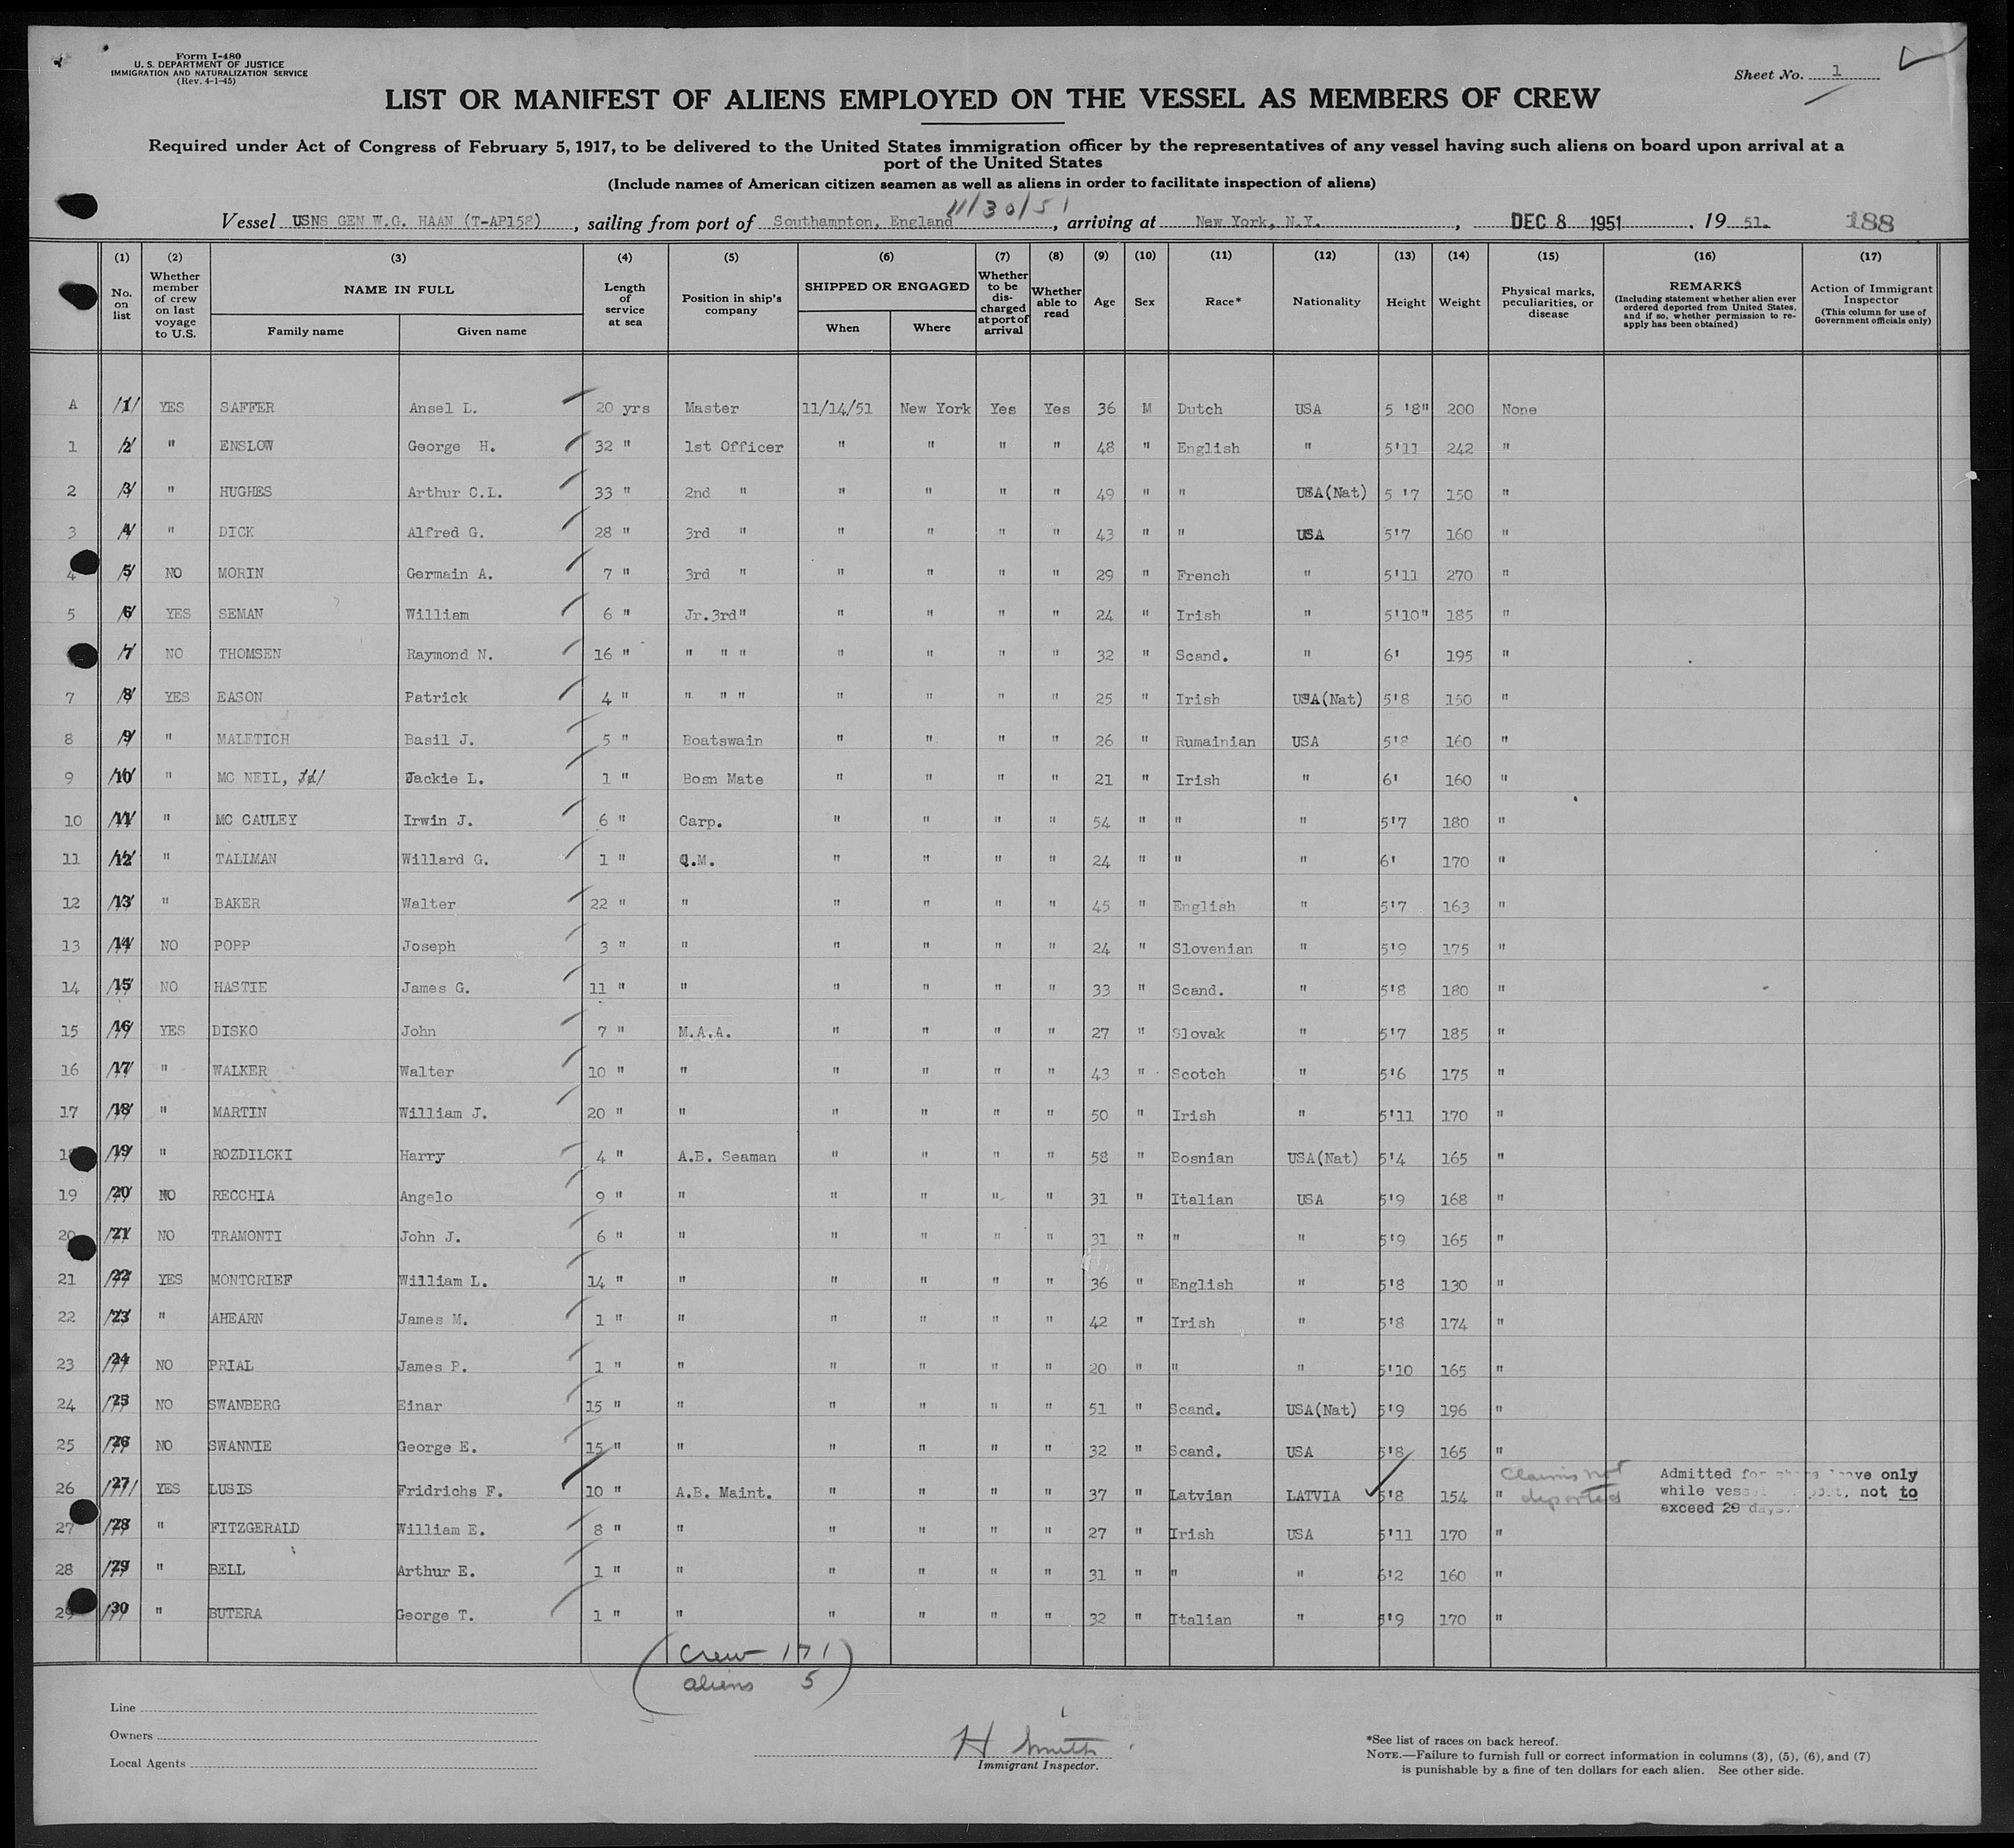 Form I-480
U. S. DEPARTMENT OF JUSTICE
IMMIGRATION AND NATURALIZATION SERVICE
(Rev. 4-1-45)
Sheet No. 1
LIST OR MANIFEST OF ALIENS EMPLOYED ON THE VESSEL AS MEMBERS OF CREW
Required under Act of Congress of February 5, 1917, to be delivered to the United States immigration officer by the representatives of any vessel having such aliens on board upon arrival at a
port of the United States
(Include names of American citizen seamen as well as aliens in order to facilitate inspection of aliens)
11/30/51
Vessel USNS GEN W.G. HAAN (T-AP158), sailing from port of Southampton, England, arriving at New York, N.Y., DEC 8 1951, 19 51. 188
(1) (2) (3) (4) (5) (6) (7) (8) (9) (10) (11) (12) (13) (14) (15) (16) (17)
No. on list
Whether member of crew on last voyage to U.S.
NAME IN FULL
Family name Given name
Length of service at sea
Position in ship's company
SHIPPED OR ENGAGED
When Where
Whether to be discharged at port of arrival
Whether able to read
Age Sex Race* Nationality Height Weight
Physical marks, peculiarities, or disease
REMARKS
(Including statement whether alien ever ordered deported from United States, and if so, whether permission to re-apply has been obtained)
Action of Immigrant Inspector
(This column for use of Government officials only)
A 1 YES SAFFER Ansel L. 20 yrs Master 11/14/51 New York Yes Yes 36 M Dutch USA 5 '8" 200 None
1 2 " ENSLOW George H. 32 " 1st Officer " " " " 48 " English " 5'11 242 "
2 3 " HUGHES Arthur C.L. 33 " 2nd " " " " " 49 " " USA(Nat) 5 '7 150 "
3 4 " DICK Alfred G. 28 " 3rd " " " " " 43 " " USA 5'7 160 "
4 5 NO MORIN Germain A. 7 " 3rd " " " " " 29 " French " 5'11 270 "
5 6 YES SEMAN William 6 " Jr.3rd" " " " " 24 " Irish " 5'10" 185 "
7 NO THOMSEN Raymond N. 16 " " " " " " " " 32 " Scand. " 6' 195 "
7 8 YES EASON Patrick 4 " " " " " " " " 25 " Irish USA(Nat) 5'8 150 "
8 9 " MALETICH Basil J. 5 " Boatswain " " " " 26 " Rumainian USA 5'8 160 "
9 10 " MC NEIL, Jackie L. 1 " Bosn Mate " " " " 21 " Irish " 6' 160 "
10 11 " MC CAULEY Irwin J. 6 " Carp. " " " " 54 " " " 5'7 180 "
11 12 " TALLMAN Willard G. 1 " Q.M. " " " " 24 " " " 6' 170 "
12 13 " BAKER Walter 22 " " " " " " 45 " English " 5'7 163 "
13 14 NO POPP Joseph 3 " " " " " " 24 " Slovenian " 5'9 175 "
14 15 NO HASTIE James G. 11 " " " " " " 33 " Scand. " 5'8 180 "
15 16 YES DISKO John 7 " M.A.A. " " " " 27 " Slovak " 5'7 185 "
16 17 " WALKER Walter 10 " " " " " " 43 " Scotch " 5'6 175 "
17 18 " MARTIN William J. 20 " " " " " " 50 " Irish " 5'11 170 "
18 19 " ROZDILCKI Harry 4 " A.B. Seaman " " " " 58 " Bosnian USA(Nat) 5'4 165 "
19 20 NO RECCHIA Angelo 9 " " " " " " 31 " Italian USA 5'9 168 "
20 21 NO TRAMONTI John J. 6 " " " " " " 31 " " " 5'9 165 "
21 22 YES MONTCRIEF William L. 14 " " " " " " 36 " English " 5'8 130 "
22 23 " AHEARN James M. 1 " " " " " " 42 " Irish " 5'8 174 "
23 24 NO PRIAL James P. 1 " " " " " " 20 " " " 5'10 165 "
24 25 NO SWANBERG Einar 15 " " " " " " 51 " Scand. USA(Nat) 5'9 196 "
25 26 NO SWANNIE George E. 15 " " " " " " 32 " Scand. USA 5'8 165 "
26 27 YES LUSIS Fridrichs F. 10 " A.B. Maint. " " " " 37 " Latvian LATVIA 5'8 154 " Claims not deported Admitted for shore leave only while vessel port, not to exceed 29 days.
27 28 " FITZGERALD William E. 8 " " " " " " 27 " Irish USA 5'11 170 "
28 29 " BELL Arthur E. 1 " " " " " " 31 " " " 6'2 160 "
29 30 " BUTERA George T. 1 " " " " " " 32 " Italian " 5'9 170 "
(Crew 171
aliens 5)
Line
Owners
Local Agents
H Smith
Immigrant Inspector.
*See list of races on back hereof.
NOTE.—Failure to furnish full or correct information in columns (3), (5), (6), and (7)
is punishable by a fine of ten dollars for each alien. See other side.